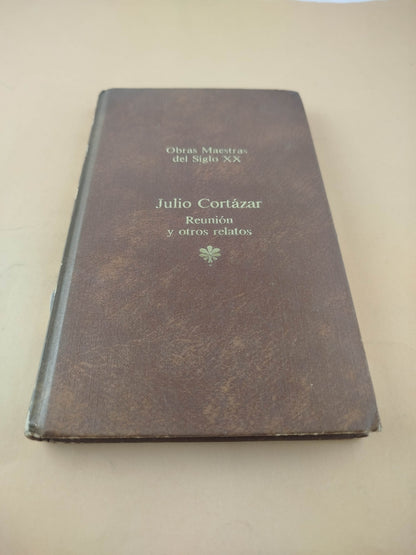 Obras Maestras
del Siglo XX
Julio Cortázar
Reunión
y otros relatos